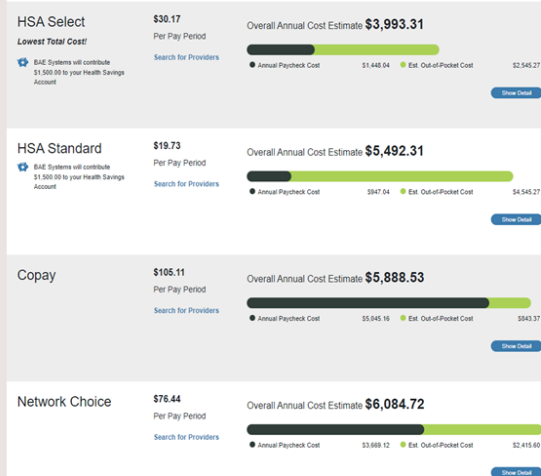 HSA Select
Lowest Total Cost!
BAE Systems will contribute
$1,500.00 to your Health Savings
Account
$30.17
Per Pay Period
Search for Providers
Overall Annual Cost Estimate $3,993.31
Annual Paycheck Cost $1,448.04 Est. Out-of-Pocket Cost $2,545.27
Show Detail
HSA Standard
BAE Systems will contribute
$1,500.00 to your Health Savings
Account
$19.73
Per Pay Period
Search for Providers
Overall Annual Cost Estimate $5,492.31
Annual Paycheck Cost $947.04 Est. Out-of-Pocket Cost $4,545.27
Show Detail
Copay
$105.11
Per Pay Period
Search for Providers
Overall Annual Cost Estimate $5,888.53
Annual Paycheck Cost $5,045.16 Est. Out-of-Pocket Cost $843.37
Show Detail
Network Choice
$76.44
Per Pay Period
Search for Providers
Overall Annual Cost Estimate $6,084.72
Annual Paycheck Cost $3,669.12 Est. Out-of-Pocket Cost $2,415.60
Show Detail